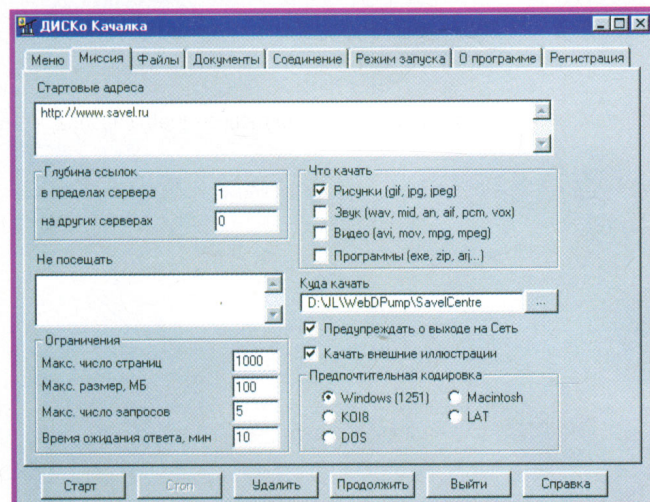 ДИСКо Качалка
Меню Миссия Файлы Документы Соединение Режим запуска О программе Регистрация
Стартовые адреса
http://www.savel.ru
Глубина ссылок
в пределах сервера 1
на других серверах 0
Что качать
Рисунки (gif, jpg, jpeg)
Звук (wav, mid, an, aif, pcm, vox)
Видео (avi, mov, mpg, mpeg)
Программы (exe, zip, arj...)
Не посещать
Куда качать
D:\JL\WebDPump\SavelCentre ...
Предупреждать о выходе на Сеть
Качать внешние иллюстрации
Ограничения
Макс. число страниц 1000
Макс. размер, МБ 100
Макс. число запросов 5
Время ожидания ответа, мин 10
Предпочтительная кодировка
Windows (1251) Macintosh
KOI8 LAT
DOS
Старт Стоп Удалить Продолжить Выйти Справка